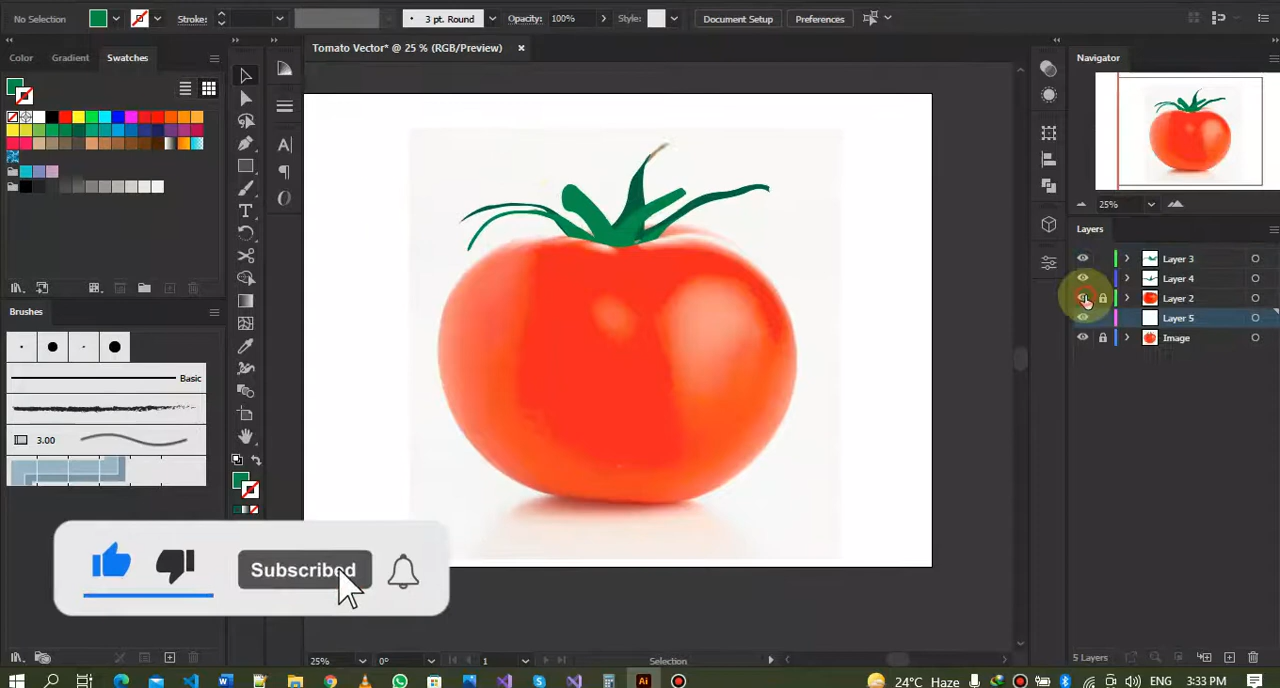 No Selection Stroke: 3 pt. Round Opacity: 100% Style: Document Setup Preferences
Color Gradient Swatches
Tomato Vector* @ 25 % (RGB/Preview) ×
Navigator
25%
Layers
Layer 3
Layer 4
Layer 2
Layer 5
Image
Brushes
Basic
3.00
Subscribed
25% 0° 1 Selection
5 Layers
24°C Haze ENG 3:33 PM